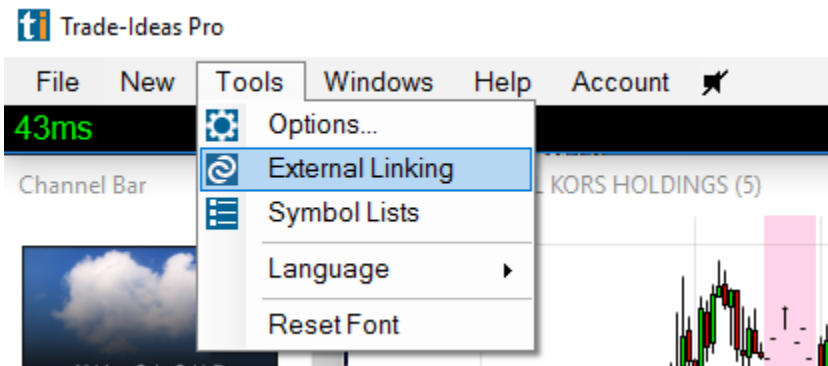 Trade-Ideas Pro
File New Tools Windows Help Account
43ms
Options...
External Linking
Channel Bar
KORS HOLDINGS (5)
Symbol Lists
Language
Reset Font